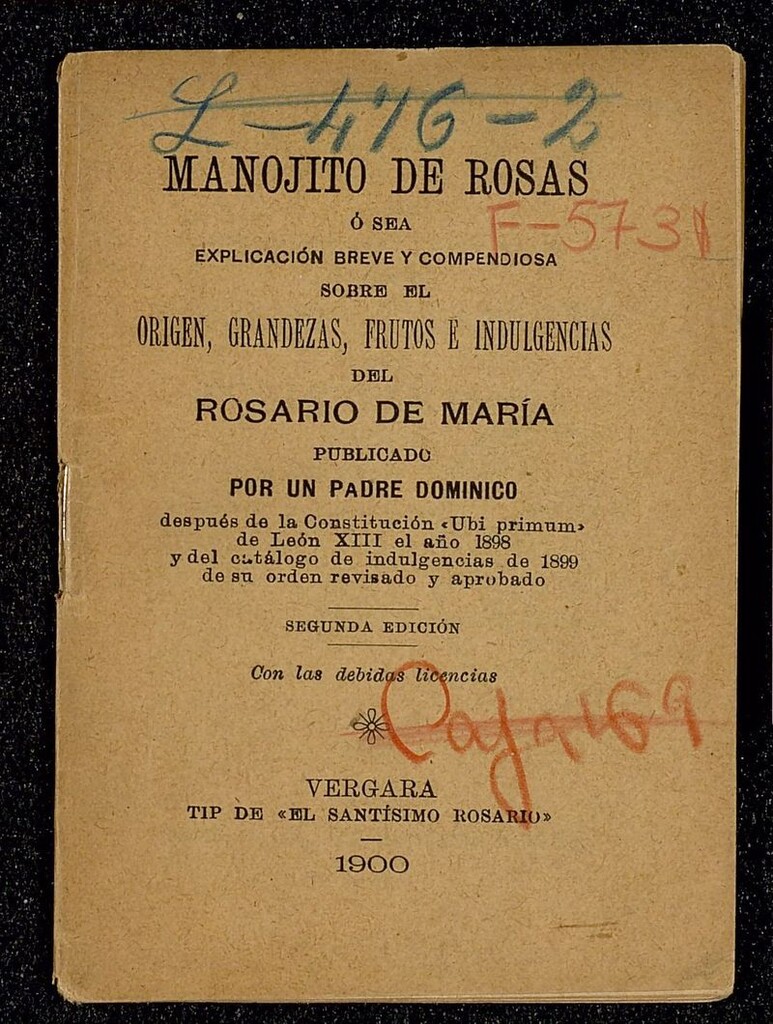 L-476-2
MANOJITO DE ROSAS
Ó SEA
F-5731
EXPLICACIÓN BREVE Y COMPENDIOSA
SOBRE EL
ORIGEN, GRANDEZAS, FRUTOS E INDULGENCIAS
DEL
ROSARIO DE MARÍA
PUBLICADO
POR UN PADRE DOMINICO
después de la Constitución «Ubi primum»
de León XIII el año 1898
y del catálogo de indulgencias de 1899
de su orden revisado y aprobado
SEGUNDA EDICIÓN
Con las debidas licencias
Caja 169
VERGARA
TIP DE «EL SANTÍSIMO ROSARIO»
1900